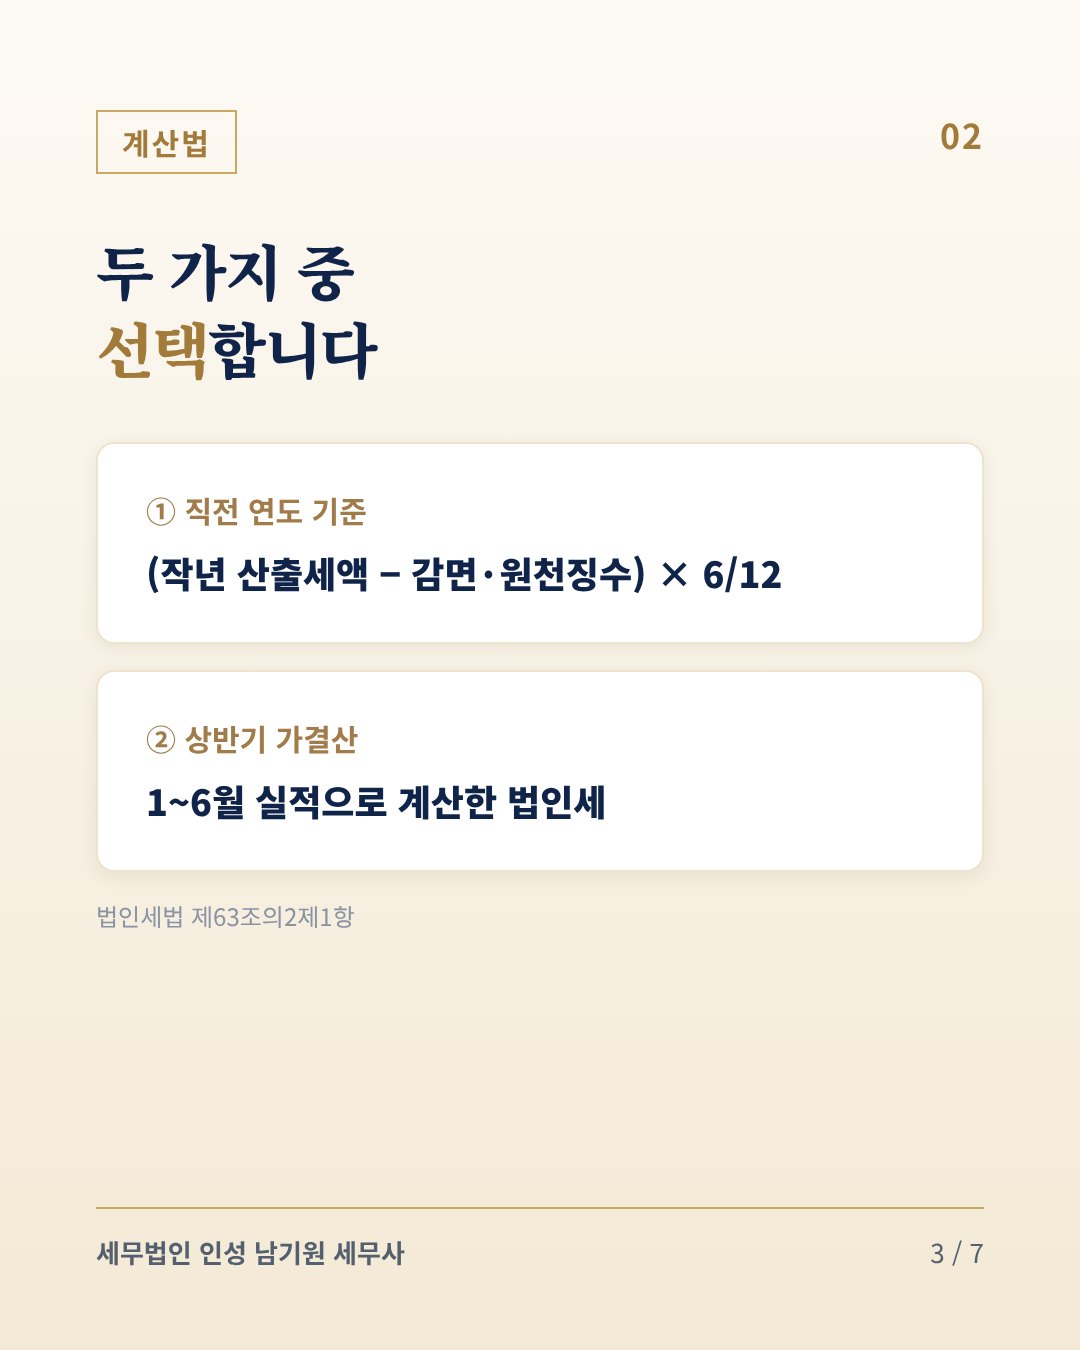 계산법
02
두 가지 중
선택합니다
① 직전 연도 기준
(작년 산출세액 − 감면·원천징수) × 6/12
② 상반기 가결산
1~6월 실적으로 계산한 법인세
법인세법 제63조의2제1항
세무법인 인성 남기원 세무사
3 / 7